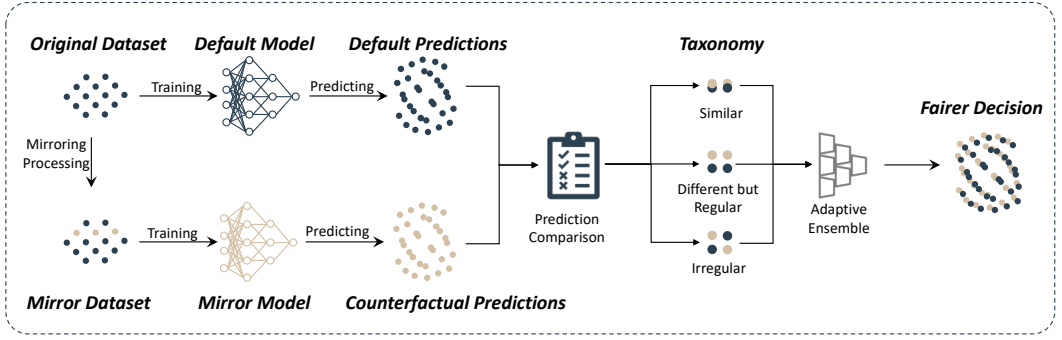 Original Dataset
Default Model
Default Predictions
Taxonomy
Training
Predicting
Similar
Fairer Decision
Mirroring
Processing
Prediction
Comparison
Different but
Regular
Adaptive
Ensemble
Training
Predicting
Irregular
Mirror Dataset
Mirror Model
Counterfactual Predictions